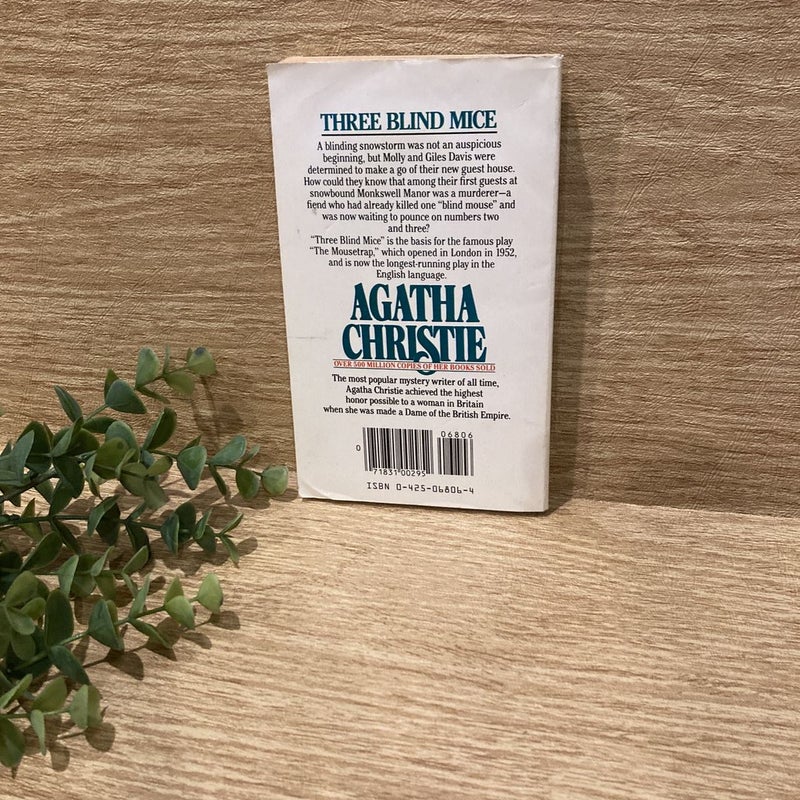 THREE BLIND MICE
A blinding snowstorm was not an auspicious
beginning, but Molly and Giles Davis were
determined to make a go of their new guest house.
How could they know that among their first guests at
snowbound Monkswell Manor was a murderer—a
fiend who had already killed one "blind mouse" and
was now waiting to pounce on numbers two
and three?
"Three Blind Mice" is the basis for the famous play
"The Mousetrap," which opened in London in 1952,
and is now the longest-running play in the
English language.
AGATHA
CHRISTIE
OVER 500 MILLION COPIES OF HER BOOKS SOLD
The most popular mystery writer of all time,
Agatha Christie achieved the highest
honor possible to a woman in Britain
when she was made a Dame of the British Empire.
06806
0
71831 00295
ISBN 0-425-06806-4